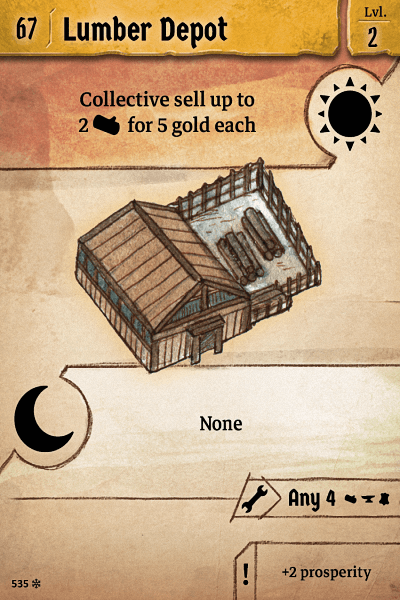 67 Lumber Depot
Lvl.
2
Collective sell up to
2 for 5 gold each
None
Any 4
! +2 prosperity
535